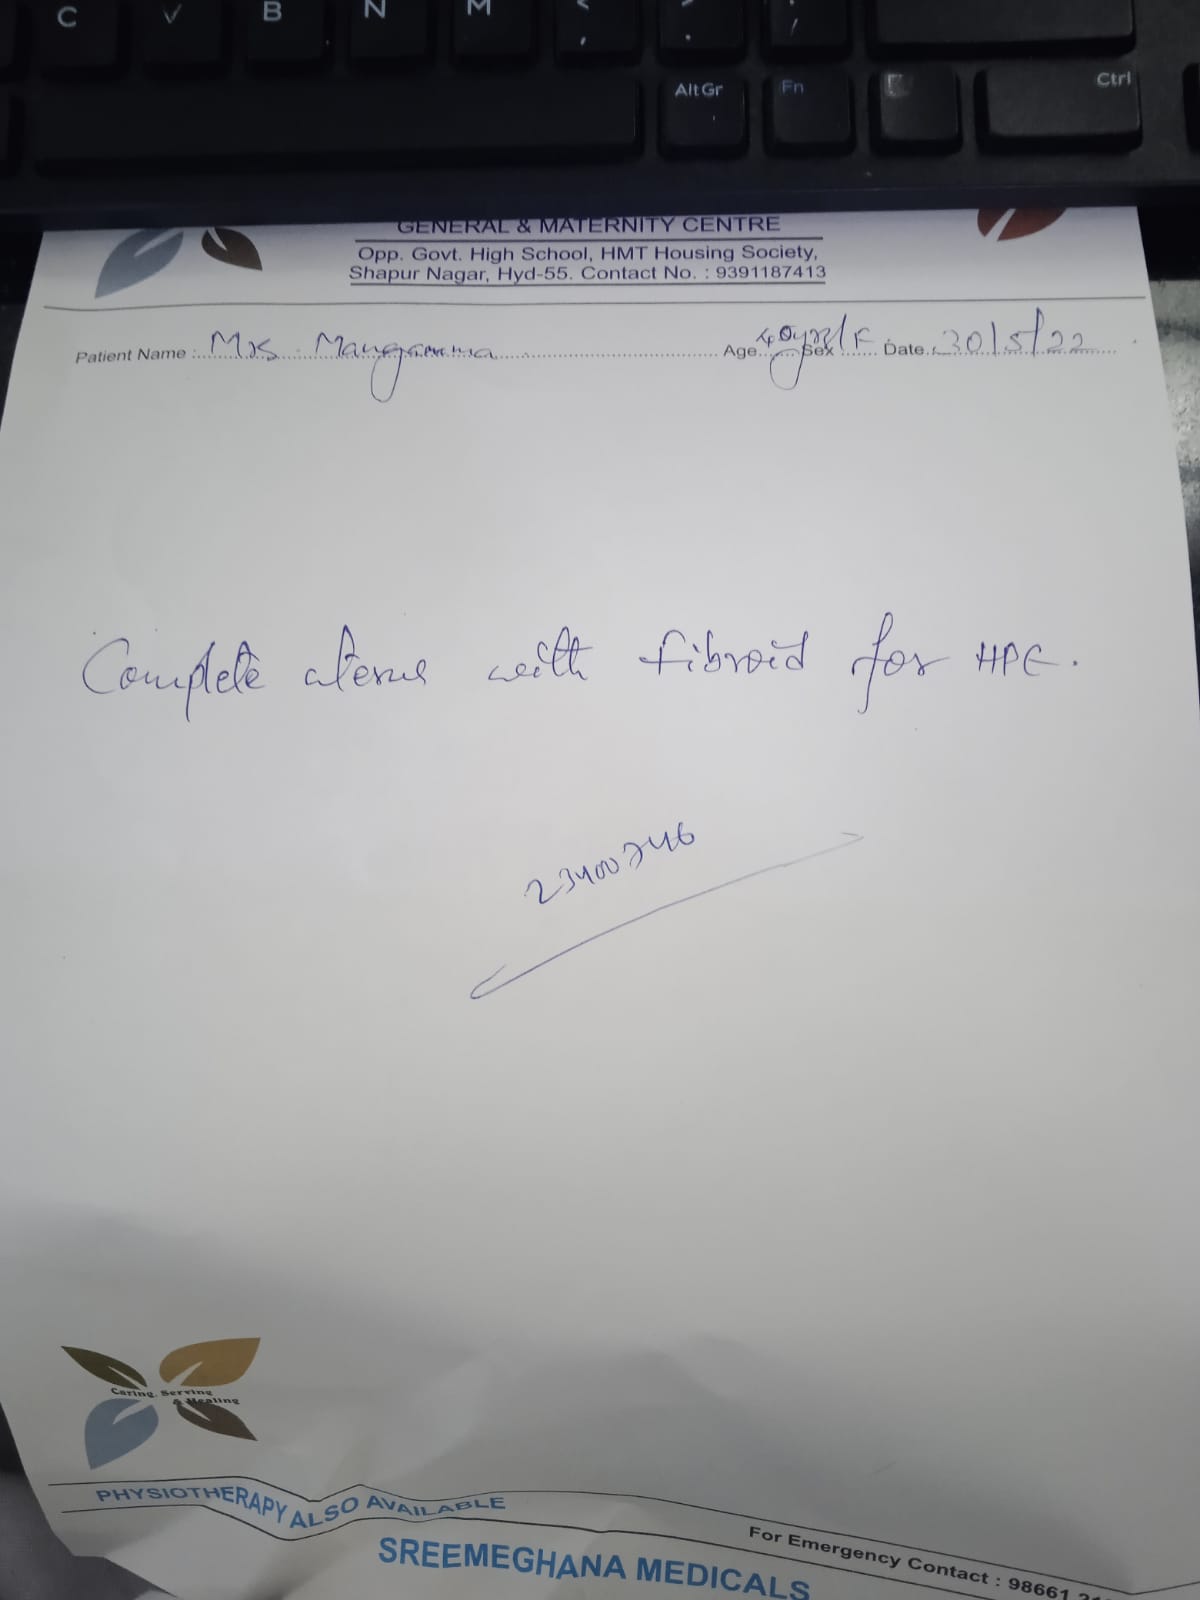 C V B N M < > /
, .
AltGr Fn Ctrl
GENERAL & MATERNITY CENTRE
Opp. Govt. High School, HMT Housing Society,
Shapur Nagar, Hyd-55. Contact No. : 9391187413
Patient Name : Mrs. Mangamma Age 40yrs/F Sex Date. 30/5/22
Complete uterus with fibroid for HPE.
23400746
Caring, Serving
& Healing
PHYSIOTHERAPY ALSO AVAILABLE
For Emergency Contact : 98661
SREEMEGHANA MEDICALS